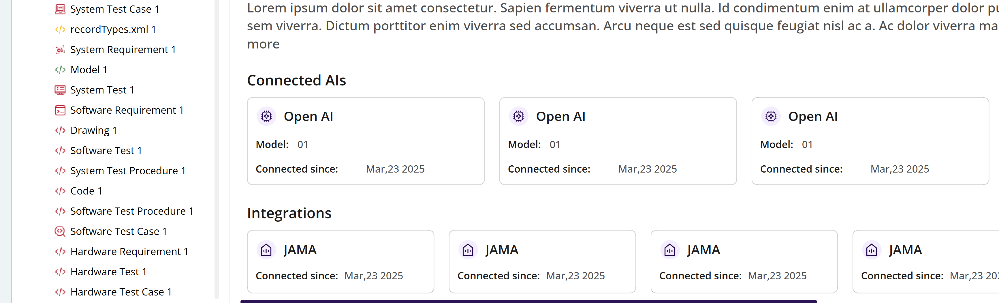 System Test Case 1
recordTypes.xml 1
System Requirement 1
Model 1
System Test 1
Software Requirement 1
Drawing 1
Software Test 1
System Test Procedure 1
Code 1
Software Test Procedure 1
Software Test Case 1
Hardware Requirement 1
Hardware Test 1
Hardware Test Case 1
Lorem ipsum dolor sit amet consectetur. Sapien fermentum viverra ut nulla. Id condimentum enim at ullamcorper dolor
sem viverra. Dictum porttitor enim viverra sed accumsan. Arcu neque est sed quisque feugiat nisl ac a. Ac dolor viverra
more
Connected AIs
Open AI
Model: 01
Connected since: Mar,23 2025
Open AI
Model: 01
Connected since: Mar,23 2025
Open AI
Model: 01
Connected since: Mar,23 2025
Integrations
JAMA
Connected since: Mar,23 2025
JAMA
Connected since: Mar,23 2025
JAMA
Connected since: Mar,23 2025
JAMA
Connected since: Mar,23